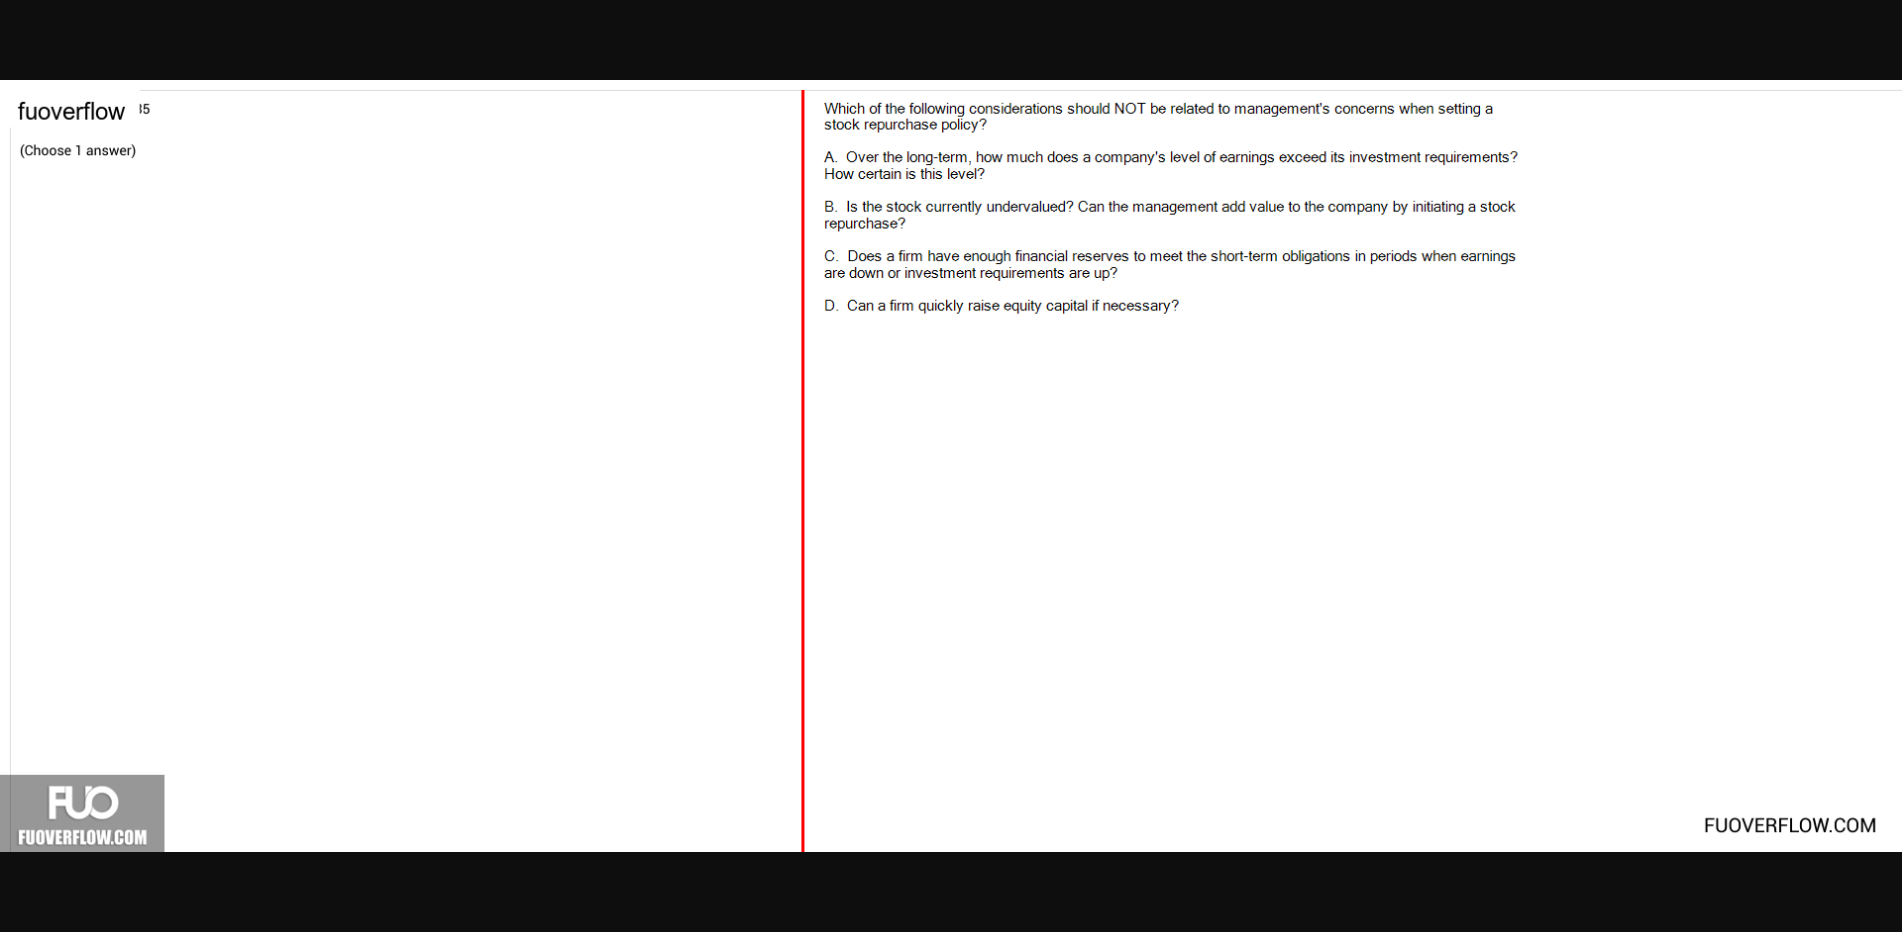 fuoverflow
35
(Choose 1 answer)
Which of the following considerations should NOT be related to management's concerns when setting a
stock repurchase policy?
A. Over the long-term, how much does a company's level of earnings exceed its investment requirements?
How certain is this level?
B. Is the stock currently undervalued? Can the management add value to the company by initiating a stock
repurchase?
C. Does a firm have enough financial reserves to meet the short-term obligations in periods when earnings
are down or investment requirements are up?
D. Can a firm quickly raise equity capital if necessary?
FUO
FUOVERFLOW.COM
FUOVERFLOW.COM